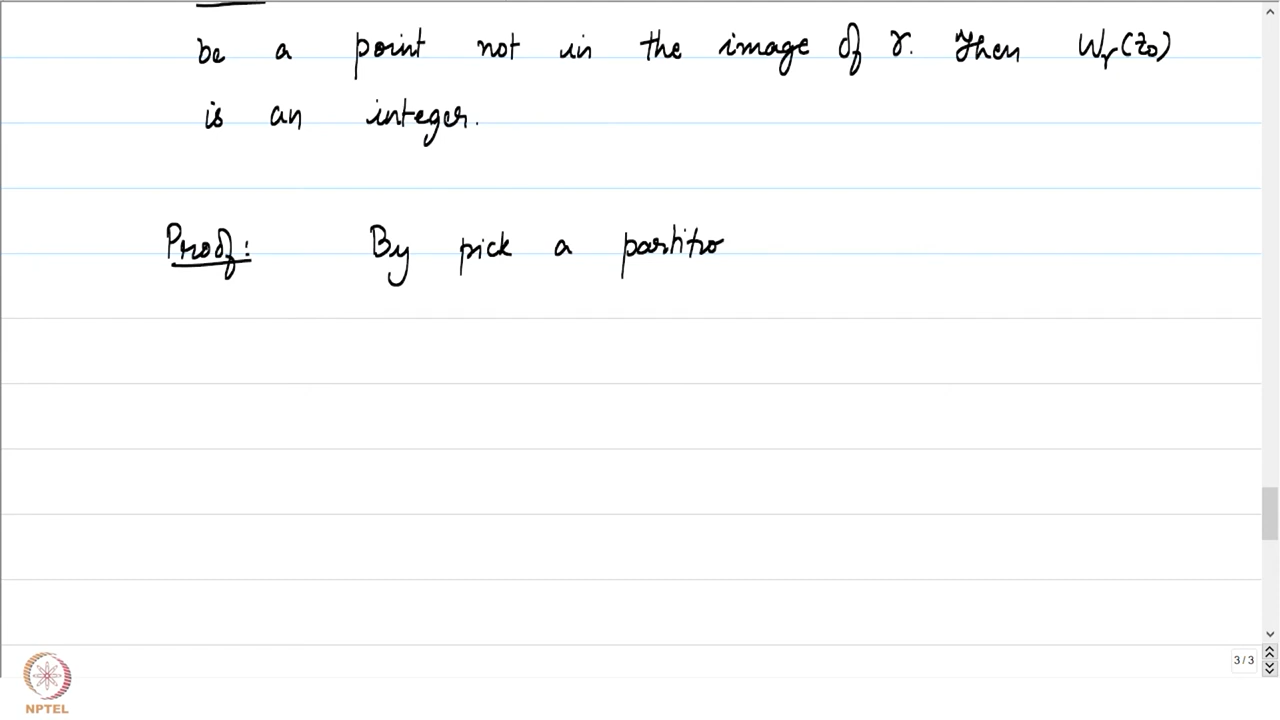 be a point not in the image of γ. Then Wγ(z₀)
is an integer.
Proof: By pick a partitio
3 / 3
NPTEL